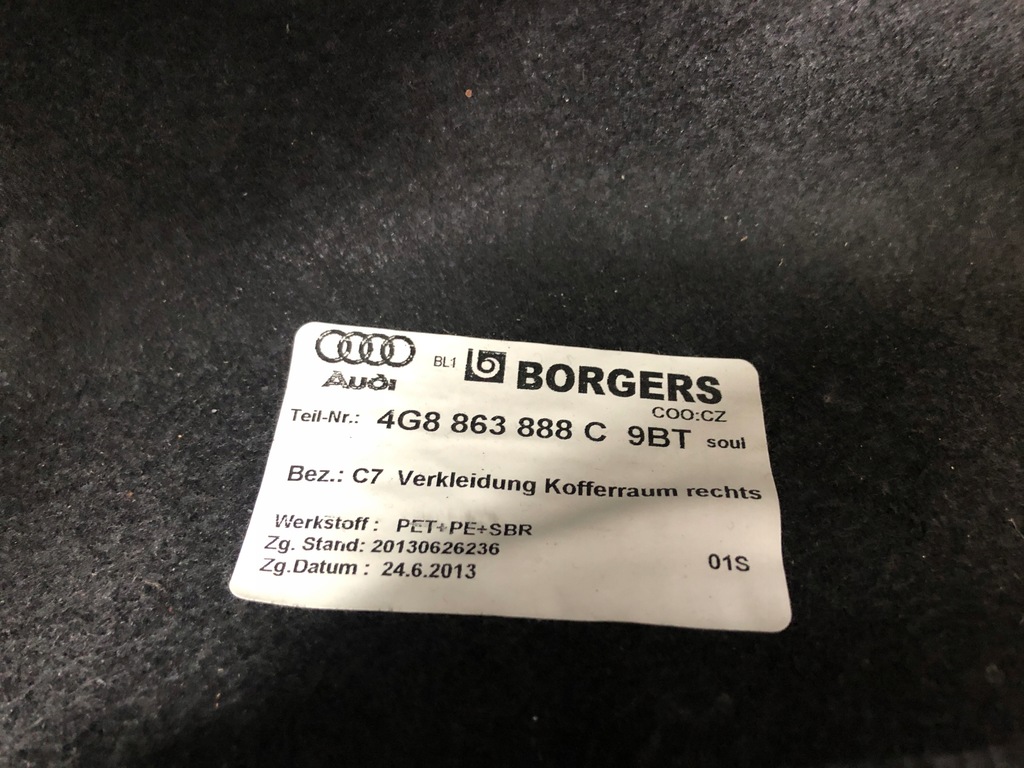 Audi BL1 BORGERS
COO:CZ
Teil-Nr.: 4G8 863 888 C 9BT soul
Bez.: C7 Verkleidung Kofferraum rechts
Werkstoff : PET+PE+SBR
Zg. Stand: 20130626236
Zg.Datum : 24.6.2013 01S